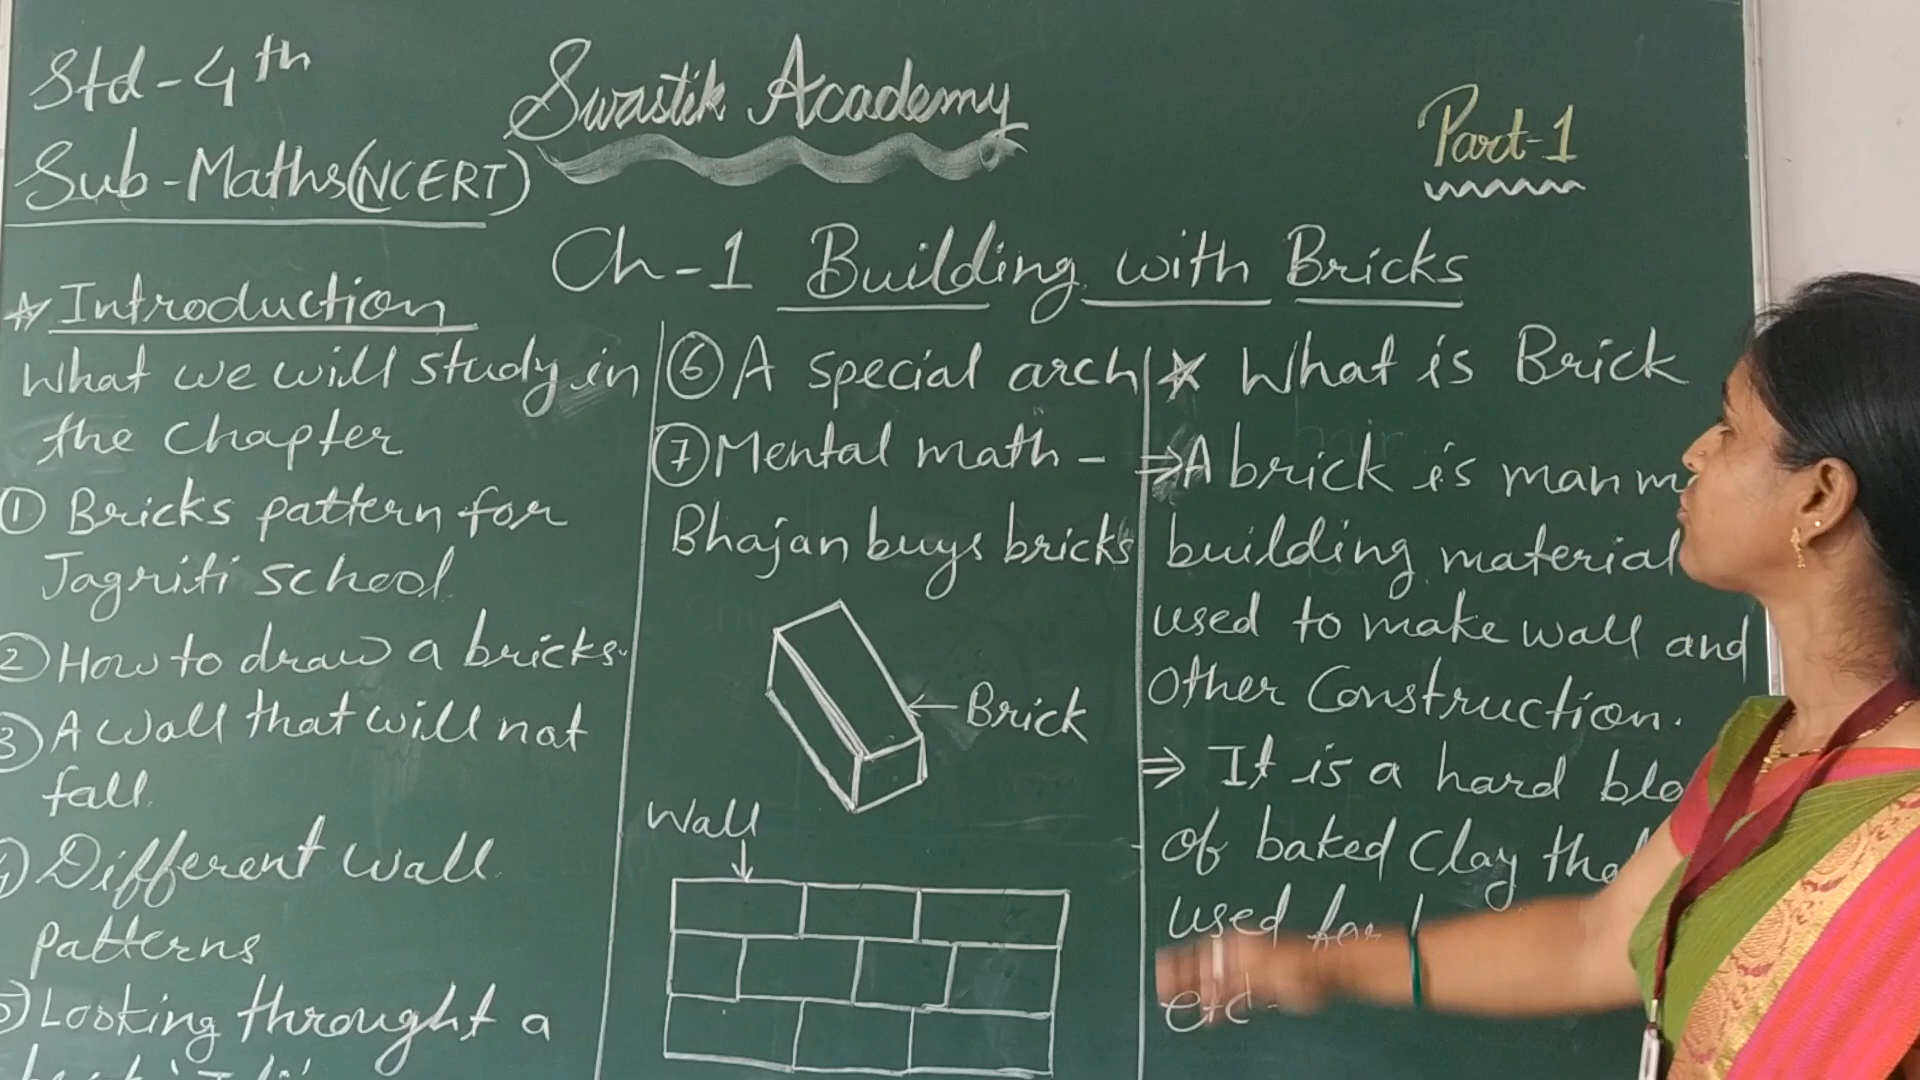 Std-4th
Sub-Maths(NCERT)
Swastik Academy
Part-1
Ch-1 Building with Bricks
Introduction
What we will study in
the chapter
① Bricks pattern for
Jagriti school
② How to draw a bricks.
③ A wall that will not
fall.
④ Different wall
patterns
⑤ Looking throught a
⑥ A special arch
⑦ Mental math -
Bhajan buys bricks
Brick
Wall
What is Brick
⇒ A brick is man
building material
used to make wall and
other construction.
⇒ It is a hard
of baked clay
used for
etc-